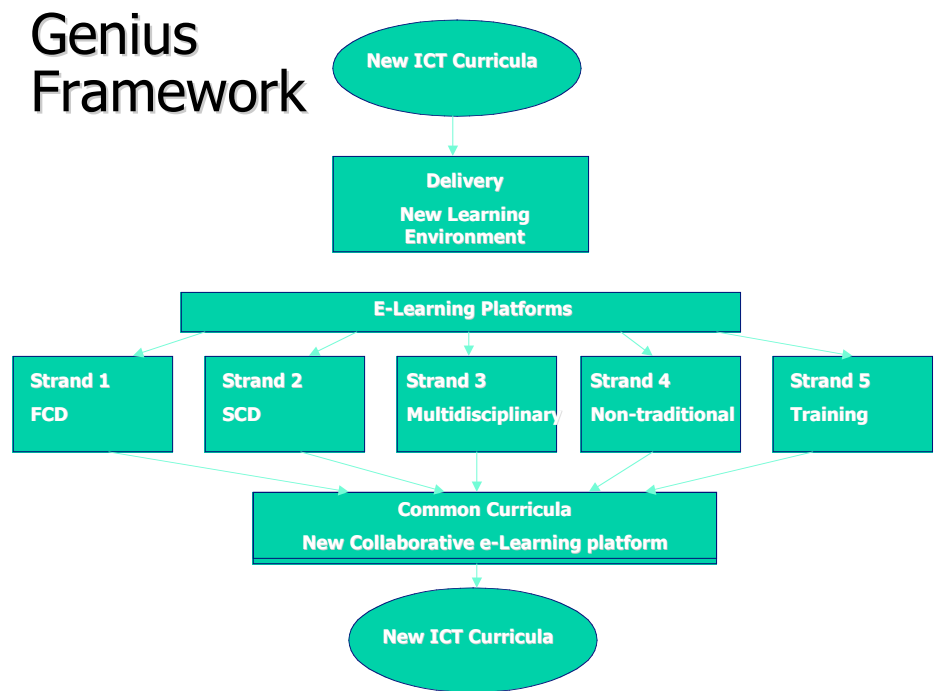 Genius
Framework
New ICT Curricula
Delivery
New Learning
Environment
E-Learning Platforms
Strand 1
FCD
Strand 2
SCD
Strand 3
Multidisciplinary
Strand 4
Non-traditional
Strand 5
Training
Common Curricula
New Collaborative e-Learning platform
New ICT Curricula